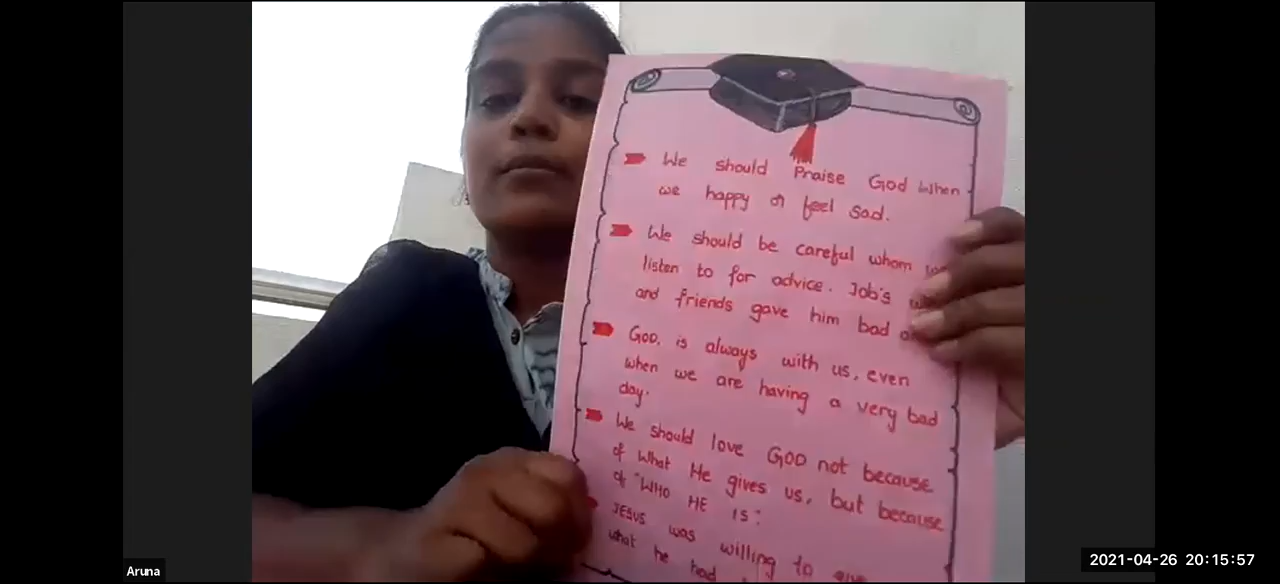 We should Praise God when
we happy or feel sad.
We should be careful whom
listen to for advice. Job's
and friends gave him bad
GOD, is always with us, even
when we are having a very bad
day.
We should love GOD not because
of what He gives us, but because
of "WHO HE IS".
JESUS was willing to give
what he had
Aruna
2021-04-26 20:15:57